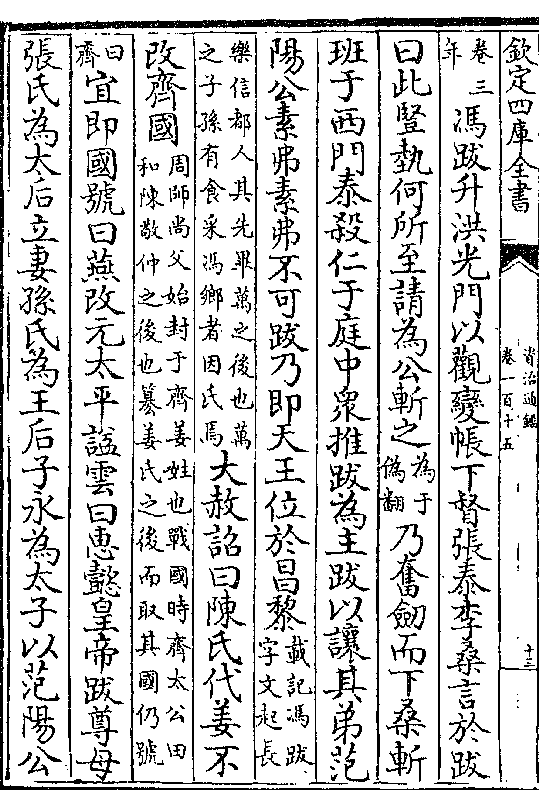 欽定四庫全書
資治通鑑
卷一百十五
十三
卷三
年
馮跋升洪光門以觀變帳下督張泰李桑言於跋
曰此豎勢何所至請為公斬之
為于
偽翻
乃奮劒而下桑斬
班于西門泰殺仁于庭中衆推跋為主跋以讓其弟范
陽公素弗素弗不可跋乃即天王位於昌黎
載記馮跋
字文起長
樂信都人其先畢萬之後也萬
之子孫有食采馮鄉者因氏焉
大赦詔曰陳氏代姜不
改齊國
周師尚父始封于齊姜姓也戰國時齊太公田
和陳敬仲之後也篡姜氏之後而取其國仍號
曰
齊
宜即國號曰燕改元太平諡雲曰惠懿皇帝跋尊母
張氏為太后立妻孫氏為王后子永為太子以范陽公